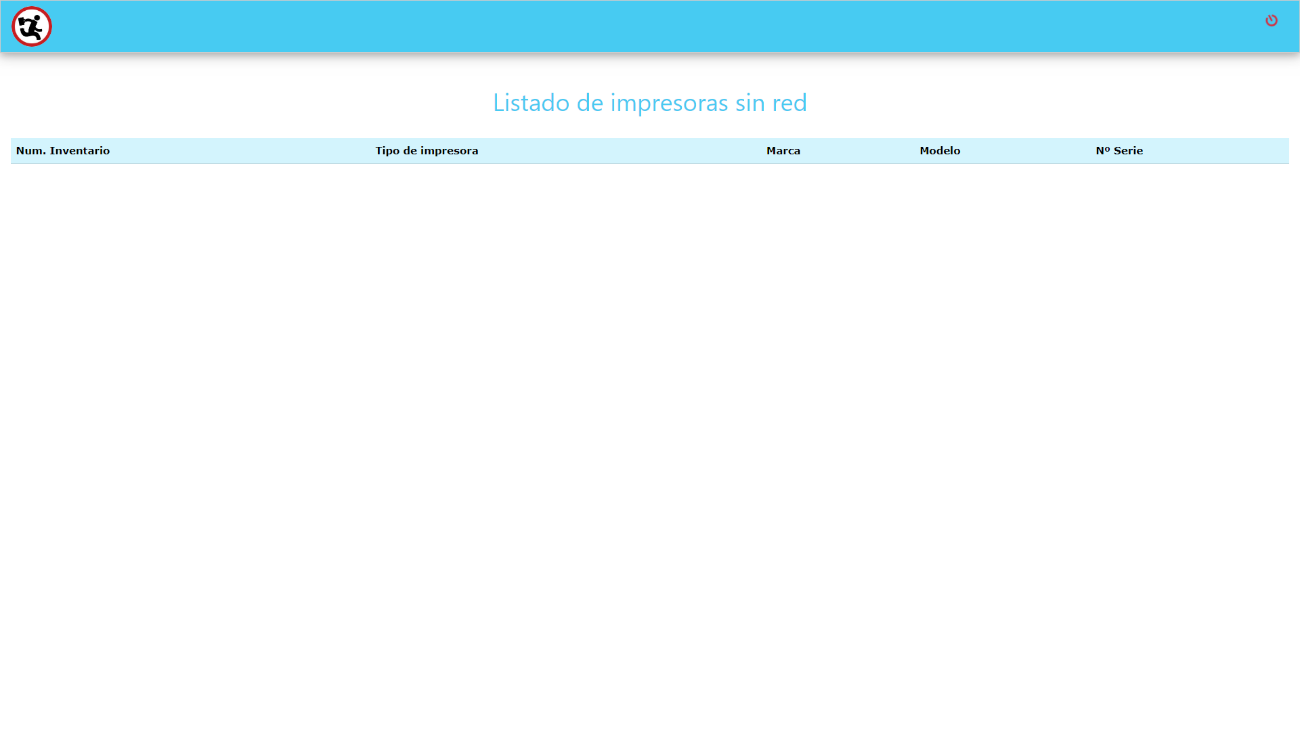 Listado de impresoras sin red
Num. Inventario Tipo de impresora Marca Modelo Nº Serie